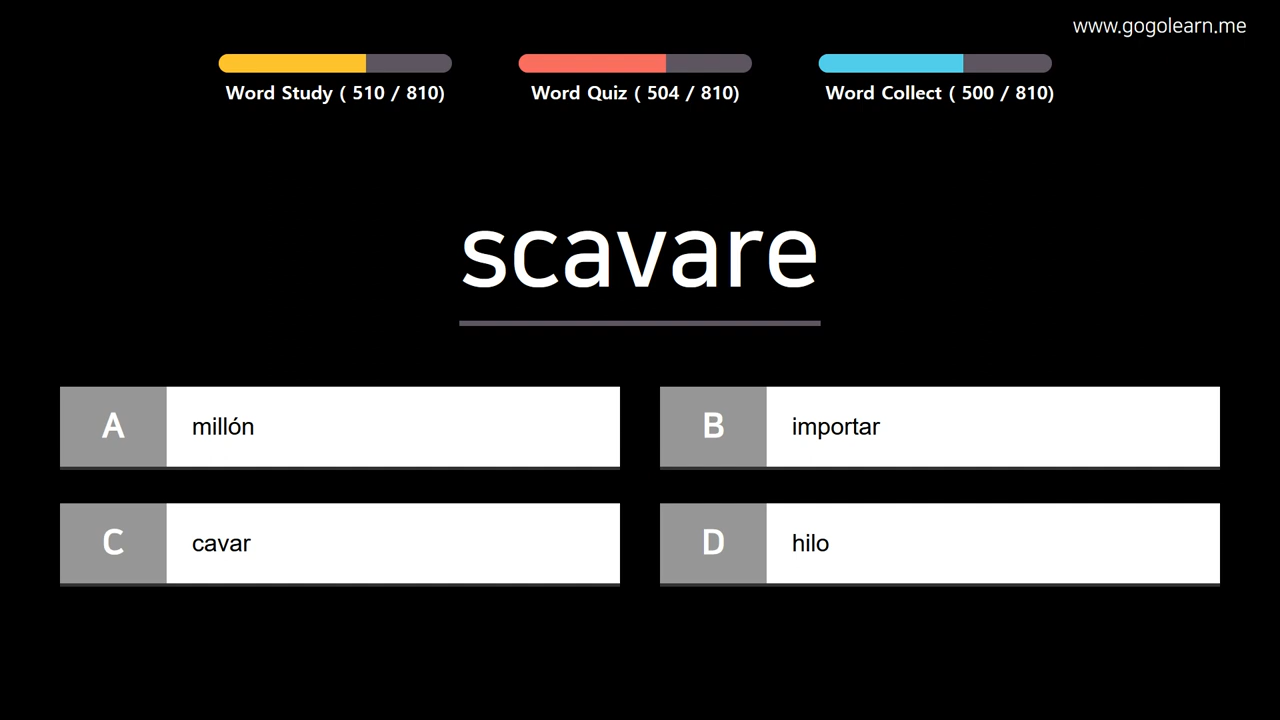 www.gogolearn.me
Word Study ( 510 / 810)
Word Quiz ( 504 / 810)
Word Collect ( 500 / 810)
scavare
A millón
B importar
C cavar
D hilo